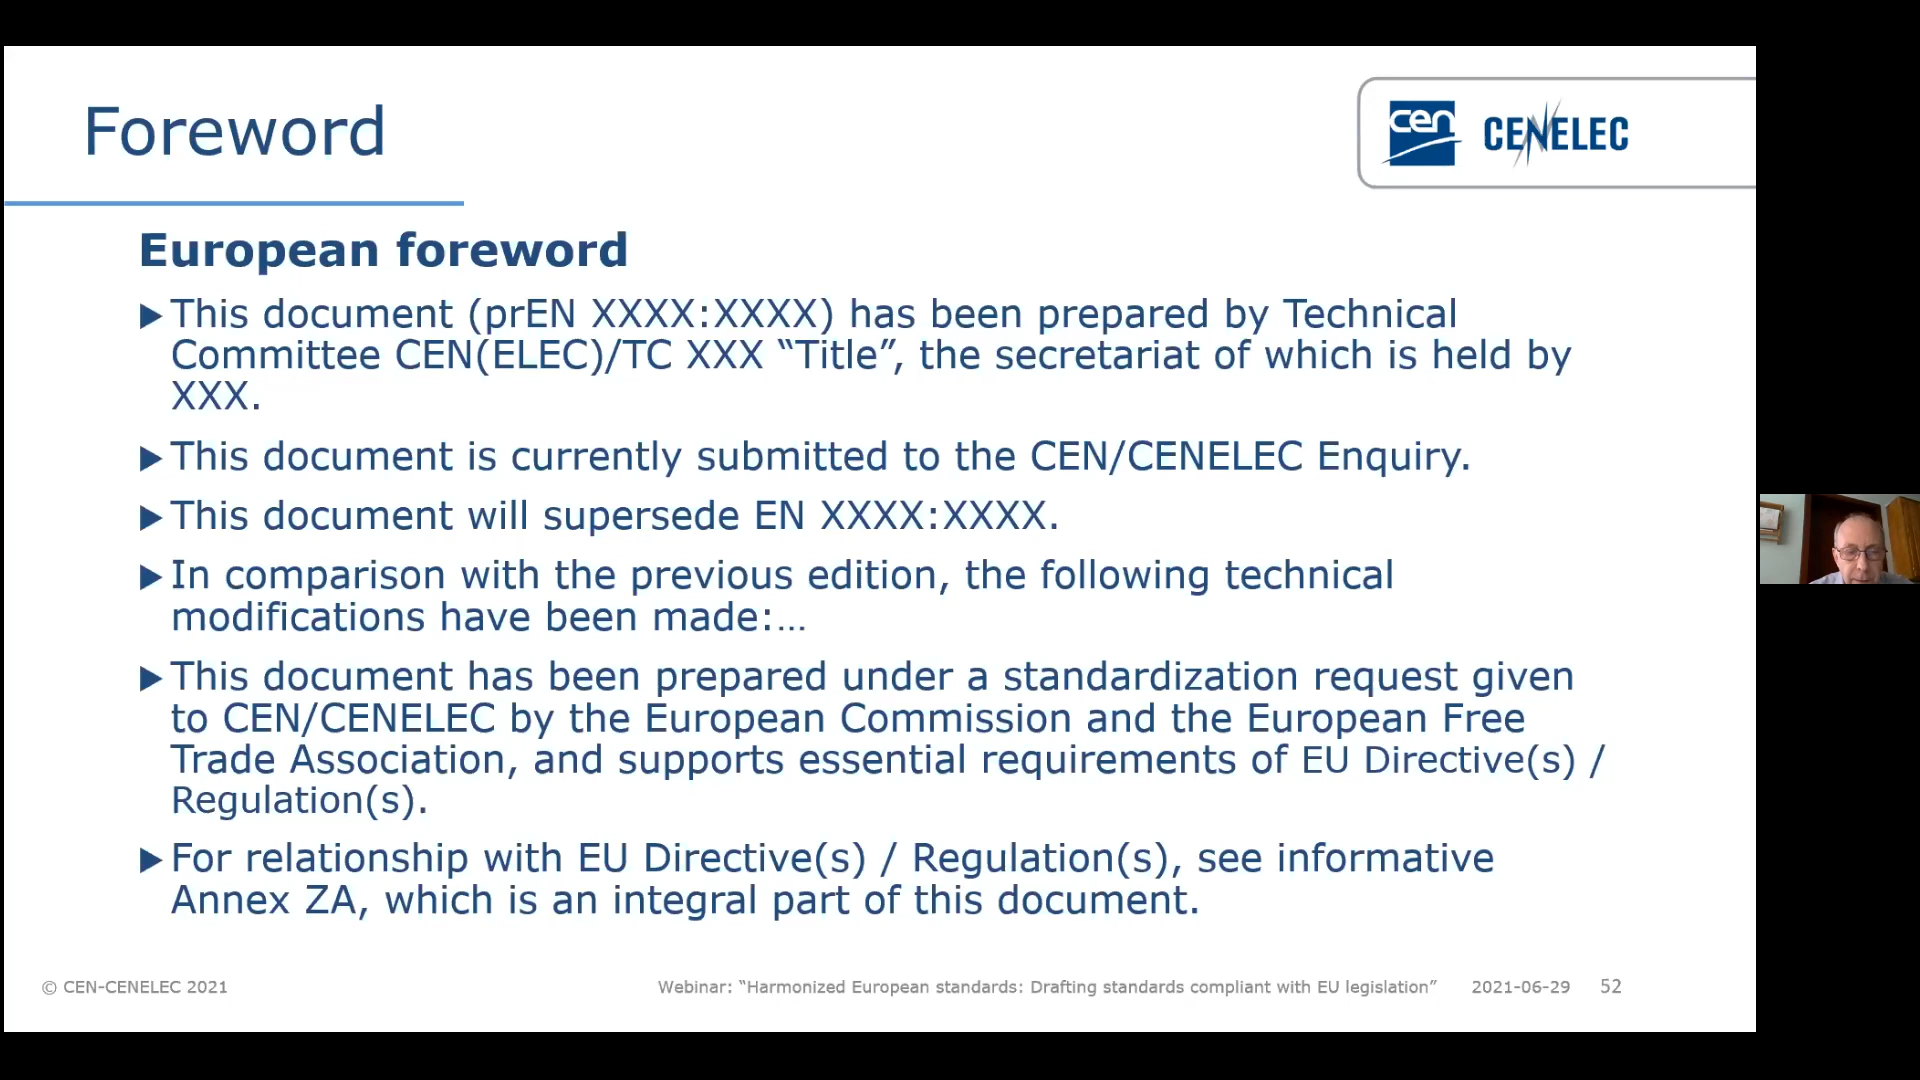 Foreword
cen CENELEC
European foreword
▶ This document (prEN XXXX:XXXX) has been prepared by Technical
Committee CEN(ELEC)/TC XXX “Title”, the secretariat of which is held by
XXX.
▶ This document is currently submitted to the CEN/CENELEC Enquiry.
▶ This document will supersede EN XXXX:XXXX.
▶ In comparison with the previous edition, the following technical
modifications have been made:…
▶ This document has been prepared under a standardization request given
to CEN/CENELEC by the European Commission and the European Free
Trade Association, and supports essential requirements of EU Directive(s) /
Regulation(s).
▶ For relationship with EU Directive(s) / Regulation(s), see informative
Annex ZA, which is an integral part of this document.
© CEN-CENELEC 2021
Webinar: “Harmonized European standards: Drafting standards compliant with EU legislation” 2021-06-29 52